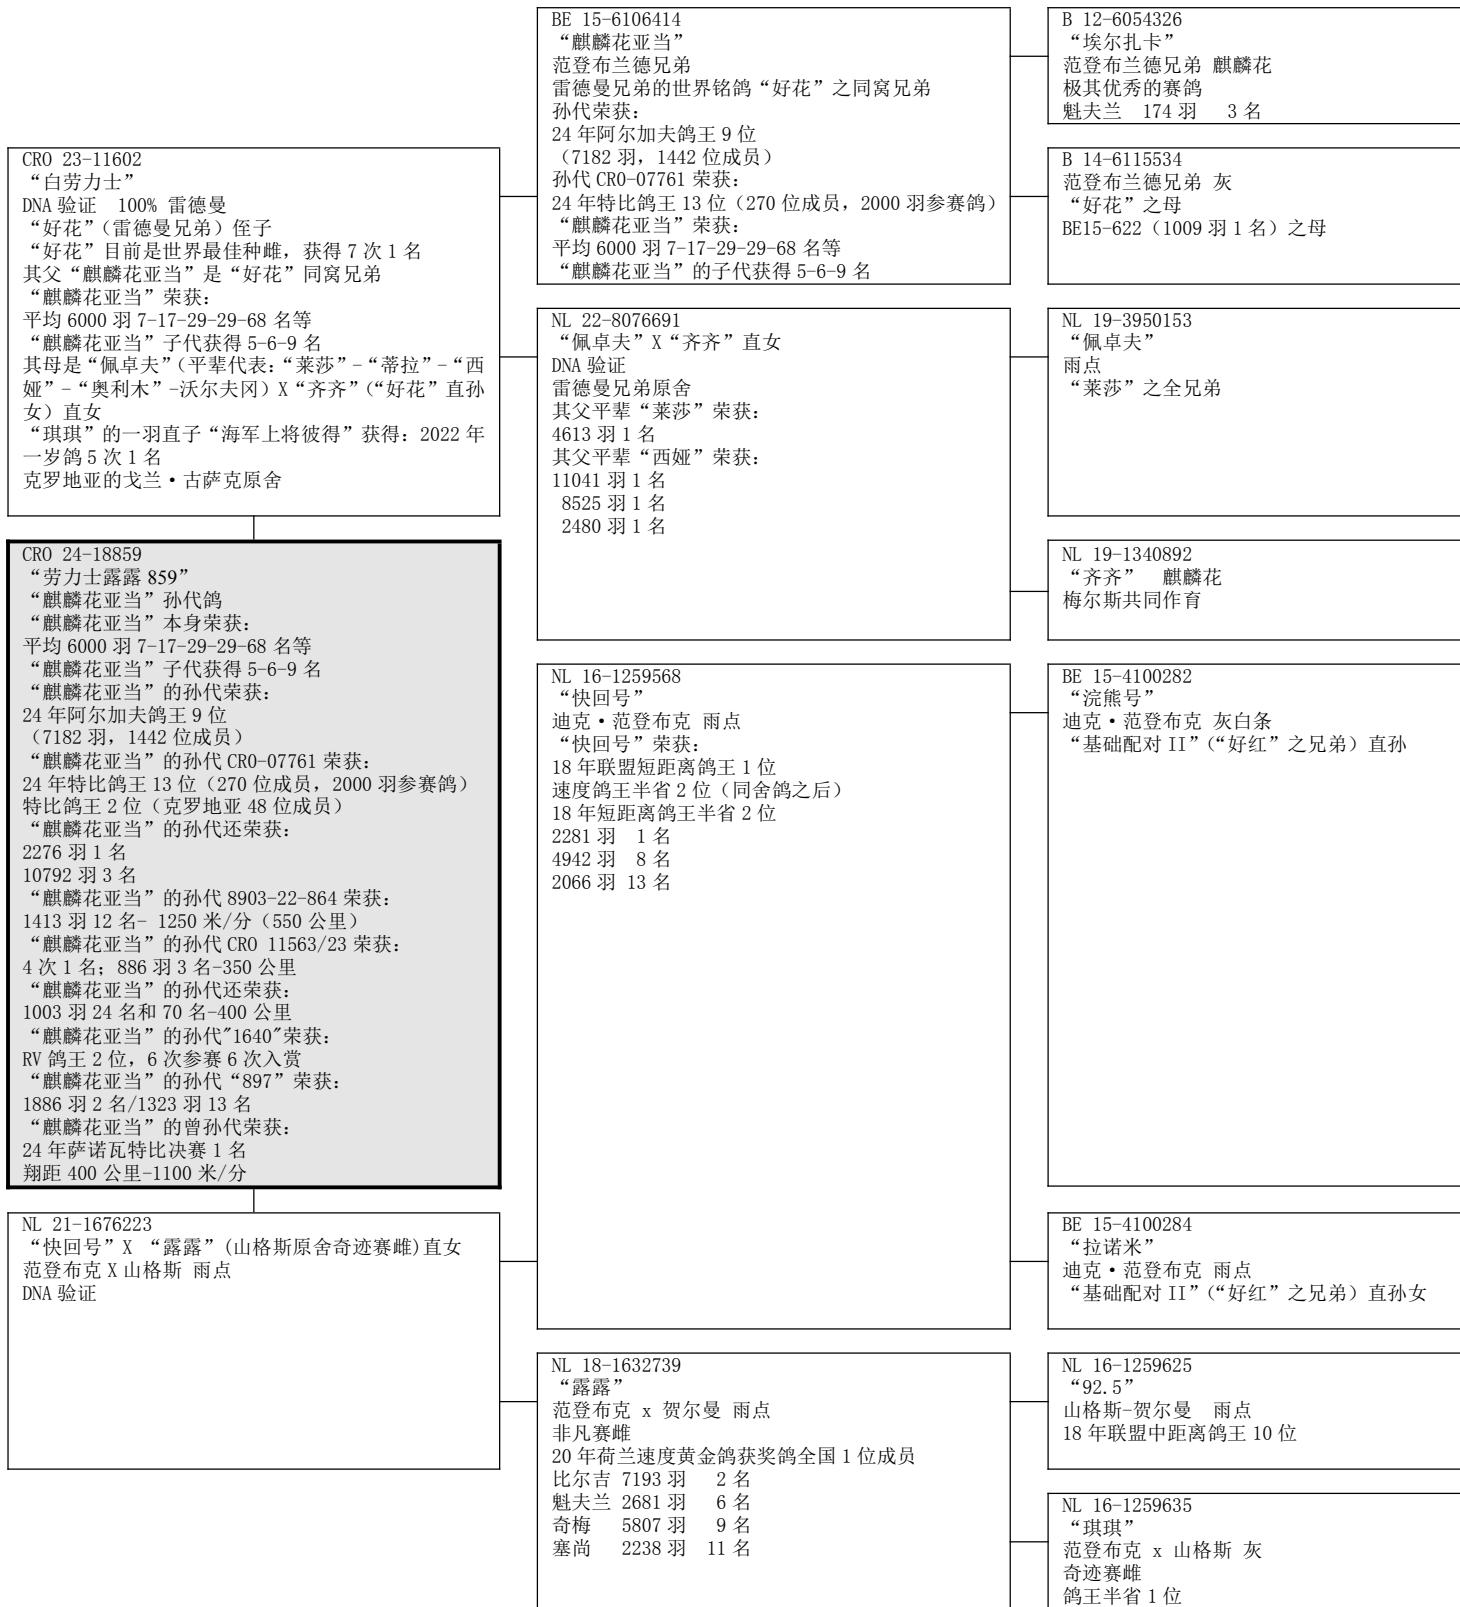 CRO 23-11602
“白劳力士”
DNA 验证  100% 雷德曼
“好花”（雷德曼兄弟）侄子
“好花”目前是世界最佳种雌，获得 7 次 1 名
其父“麒麟花亚当”是“好花”同窝兄弟
“麒麟花亚当”荣获：
平均 6000 羽 7-17-29-29-68 名等
“麒麟花亚当”子代获得 5-6-9 名
其母是“佩卓夫”（平辈代表：“莱莎”-“蒂拉”-“西
娅”-“奥利木”-沃尔夫冈）X“齐齐”（“好花”直孙
女）直女
“琪琪”的一羽直子“海军上将彼得”获得：2022 年
一岁鸽 5 次 1 名
克罗地亚的戈兰·古萨克原舍
CRO 24-18859
“劳力士露露 859”
“麒麟花亚当”孙代鸽
“麒麟花亚当”本身荣获：
平均 6000 羽 7-17-29-29-68 名等
“麒麟花亚当”子代获得 5-6-9 名
“麒麟花亚当”的孙代荣获：
24 年阿尔加夫鸽王 9 位
（7182 羽，1442 位成员）
“麒麟花亚当”的孙代 CRO-07761 荣获：
24 年特比鸽王 13 位（270 位成员，2000 羽参赛鸽）
特比鸽王 2 位（克罗地亚 48 位成员）
“麒麟花亚当”的孙代还荣获：
2276 羽 1 名
10792 羽 3 名
“麒麟花亚当”的孙代 8903-22-864 荣获：
1413 羽 12 名- 1250 米/分（550 公里）
“麒麟花亚当”的孙代 CRO 11563/23 荣获：
4 次 1 名；886 羽 3 名-350 公里
“麒麟花亚当”的孙代还荣获：
1003 羽 24 名和 70 名-400 公里
“麒麟花亚当”的孙代"1640"荣获：
RV 鸽王 2 位，6 次参赛 6 次入赏
“麒麟花亚当”的孙代“897”荣获：
1886 羽 2 名/1323 羽 13 名
“麒麟花亚当”的曾孙代荣获：
24 年萨诺瓦特比决赛 1 名
翔距 400 公里-1100 米/分
NL 21-1676223
“快回号”X “露露”(山格斯原舍奇迹赛雌)直女
范登布克 X 山格斯 雨点
DNA 验证
BE 15-6106414
“麒麟花亚当”
范登布兰德兄弟
雷德曼兄弟的世界铭鸽“好花”之同窝兄弟
孙代荣获：
24 年阿尔加夫鸽王 9 位
（7182 羽，1442 位成员）
孙代 CRO-07761 荣获：
24 年特比鸽王 13 位（270 位成员，2000 羽参赛鸽）
“麒麟花亚当”荣获：
平均 6000 羽 7-17-29-29-68 名等
“麒麟花亚当”的子代获得 5-6-9 名
NL 22-8076691
“佩卓夫”X“齐齐”直女
DNA 验证
雷德曼兄弟原舍
其父平辈“莱莎”荣获：
4613 羽 1 名
其父平辈“西娅”荣获：
11041 羽 1 名
8525 羽 1 名
2480 羽 1 名
NL 16-1259568
“快回号”
迪克·范登布克 雨点
“快回号”荣获：
18 年联盟短距离鸽王 1 位
速度鸽王半省 2 位（同舍鸽之后）
18 年短距离鸽王半省 2 位
2281 羽  1 名
4942 羽  8 名
2066 羽 13 名
NL 18-1632739
“露露”
范登布克 x 贺尔曼 雨点
非凡赛雌
20 年荷兰速度黄金鸽获奖鸽全国 1 位成员
比尔吉 7193 羽  2 名
魁夫兰 2681 羽  6 名
奇梅  5807 羽  9 名
塞尚  2238 羽 11 名
B 12-6054326
“埃尔扎卡”
范登布兰德兄弟 麒麟花
极其优秀的赛鸽
魁夫兰 174 羽  3 名
B 14-6115534
范登布兰德兄弟 灰
“好花”之母
BE15-622（1009 羽 1 名）之母
NL 19-3950153
“佩卓夫”
雨点
“莱莎”之全兄弟
NL 19-1340892
“齐齐”  麒麟花
梅尔斯共同作育
BE 15-4100282
“浣熊号”
迪克·范登布克 灰白条
“基础配对 II”（“好红”之兄弟）直孙
BE 15-4100284
“拉诺米”
迪克·范登布克 雨点
“基础配对 II”（“好红”之兄弟）直孙女
NL 16-1259625
“92.5”
山格斯-贺尔曼  雨点
18 年联盟中距离鸽王 10 位
NL 16-1259635
“琪琪”
范登布克 x 山格斯 灰
奇迹赛雌
鸽王半省 1 位